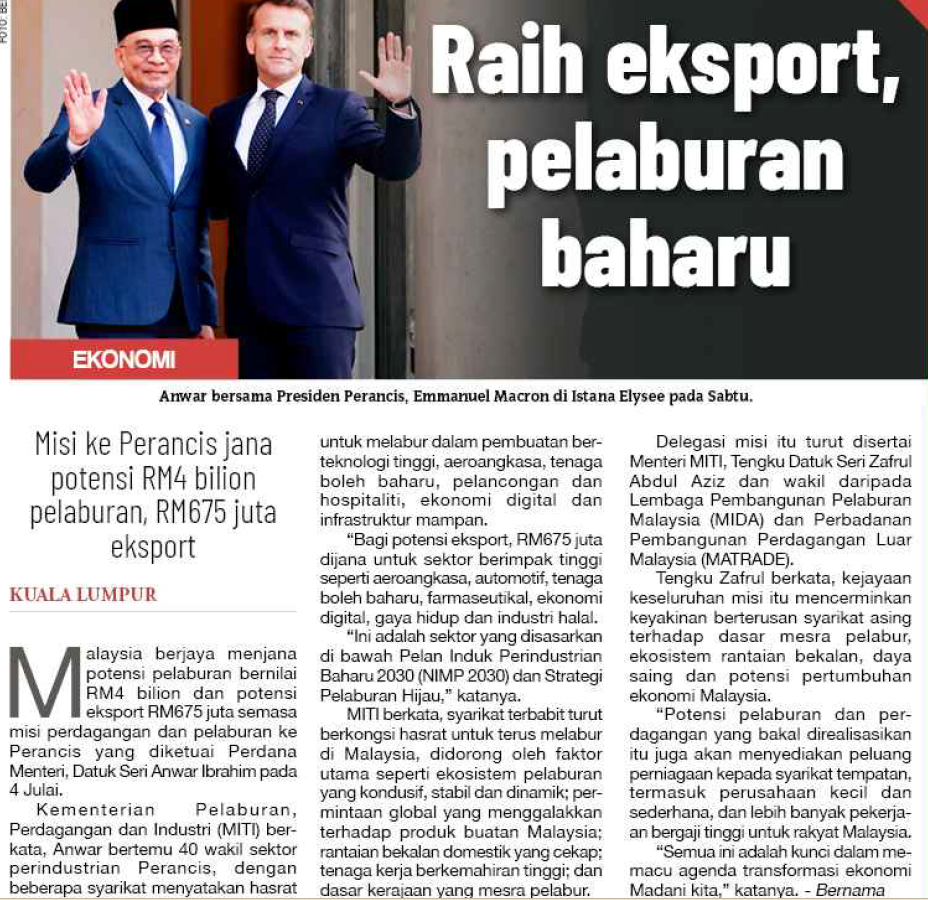 FOTO: BE
Raih eksport,
pelaburan
baharu
EKONOMI
Anwar bersama Presiden Perancis, Emmanuel Macron di Istana Elysee pada Sabtu.
Misi ke Perancis jana
potensi RM4 bilion
pelaburan, RM675 juta
eksport
KUALA LUMPUR
Malaysia berjaya menjana
potensi pelaburan bernilai
RM4 bilion dan potensi
eksport RM675 juta semasa
misi perdagangan dan pelaburan ke
Perancis yang diketuai Perdana
Menteri, Datuk Seri Anwar Ibrahim pada
4 Julai.
Kementerian Pelaburan,
Perdagangan dan Industri (MITI) ber-
kata, Anwar bertemu 40 wakil sektor
perindustrian Perancis, dengan
beberapa syarikat menyatakan hasrat
untuk melabur dalam pembuatan ber-
teknologi tinggi, aeroangkasa, tenaga
boleh baharu, pelancongan dan
hospitaliti, ekonomi digital dan
infrastruktur mampan.
“Bagi potensi eksport, RM675 juta
dijana untuk sektor berimpak tinggi
seperti aeroangkasa, automotif, tenaga
boleh baharu, farmaseutikal, ekonomi
digital, gaya hidup dan industri halal.
“Ini adalah sektor yang disasarkan
di bawah Pelan Induk Perindustrian
Baharu 2030 (NIMP 2030) dan Strategi
Pelaburan Hijau,” katanya.
MITI berkata, syarikat terbabit turut
berkongsi hasrat untuk terus melabur
di Malaysia, didorong oleh faktor
utama seperti ekosistem pelaburan
yang kondusif, stabil dan dinamik; per-
mintaan global yang menggalakkan
terhadap produk buatan Malaysia;
rantaian bekalan domestik yang cekap;
tenaga kerja berkemahiran tinggi; dan
dasar kerajaan yang mesra pelabur.
Delegasi misi itu turut disertai
Menteri MITI, Tengku Datuk Seri Zafrul
Abdul Aziz dan wakil daripada
Lembaga Pembangunan Pelaburan
Malaysia (MIDA) dan Perbadanan
Pembangunan Perdagangan Luar
Malaysia (MATRADE).
Tengku Zafrul berkata, kejayaan
keseluruhan misi itu mencerminkan
keyakinan berterusan syarikat asing
terhadap dasar mesra pelabur,
ekosistem rantaian bekalan, daya
saing dan potensi pertumbuhan
ekonomi Malaysia.
“Potensi pelaburan dan per-
dagangan yang bakal direalisasikan
itu juga akan menyediakan peluang
perniagaan kepada syarikat tempatan,
termasuk perusahaan kecil dan
sederhana, dan lebih banyak pekerja-
an bergaji tinggi untuk rakyat Malaysia.
“Semua ini adalah kunci dalam me-
macu agenda transformasi ekonomi
Madani kita,” katanya. - Bernama